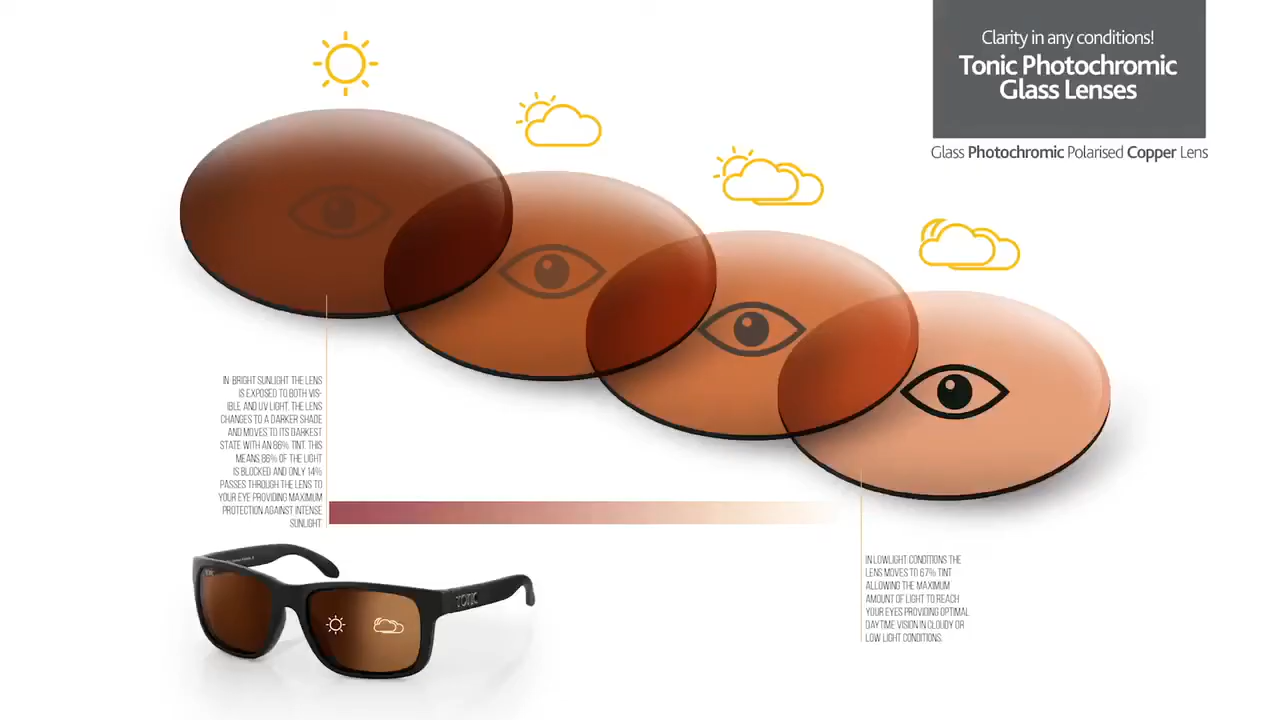 Clarity in any conditions!
Tonic Photochromic
Glass Lenses
Glass Photochromic Polarised Copper Lens
IN BRIGHT SUNLIGHT THE LENS
IS EXPOSED TO BOTH VIS-
IBLE AND UV LIGHT. THE LENS
CHANGES TO A DARKER SHADE
AND MOVES TO ITS DARKEST
STATE WITH AN 86% TINT. THIS
MEANS 86% OF THE LIGHT
IS BLOCKED AND ONLY 14%
PASSES THROUGH THE LENS TO
YOUR EYE PROVIDING MAXIMUM
PROTECTION AGAINST INTENSE
SUNLIGHT.
IN LOWLIGHT CONDITIONS THE
LENS MOVES TO 67% TINT
ALLOWING THE MAXIMUM
AMOUNT OF LIGHT TO REACH
YOUR EYES PROVIDING OPTIMAL
DAYTIME VISION IN CLOUDY OR
LOW LIGHT CONDITIONS.
TONIC